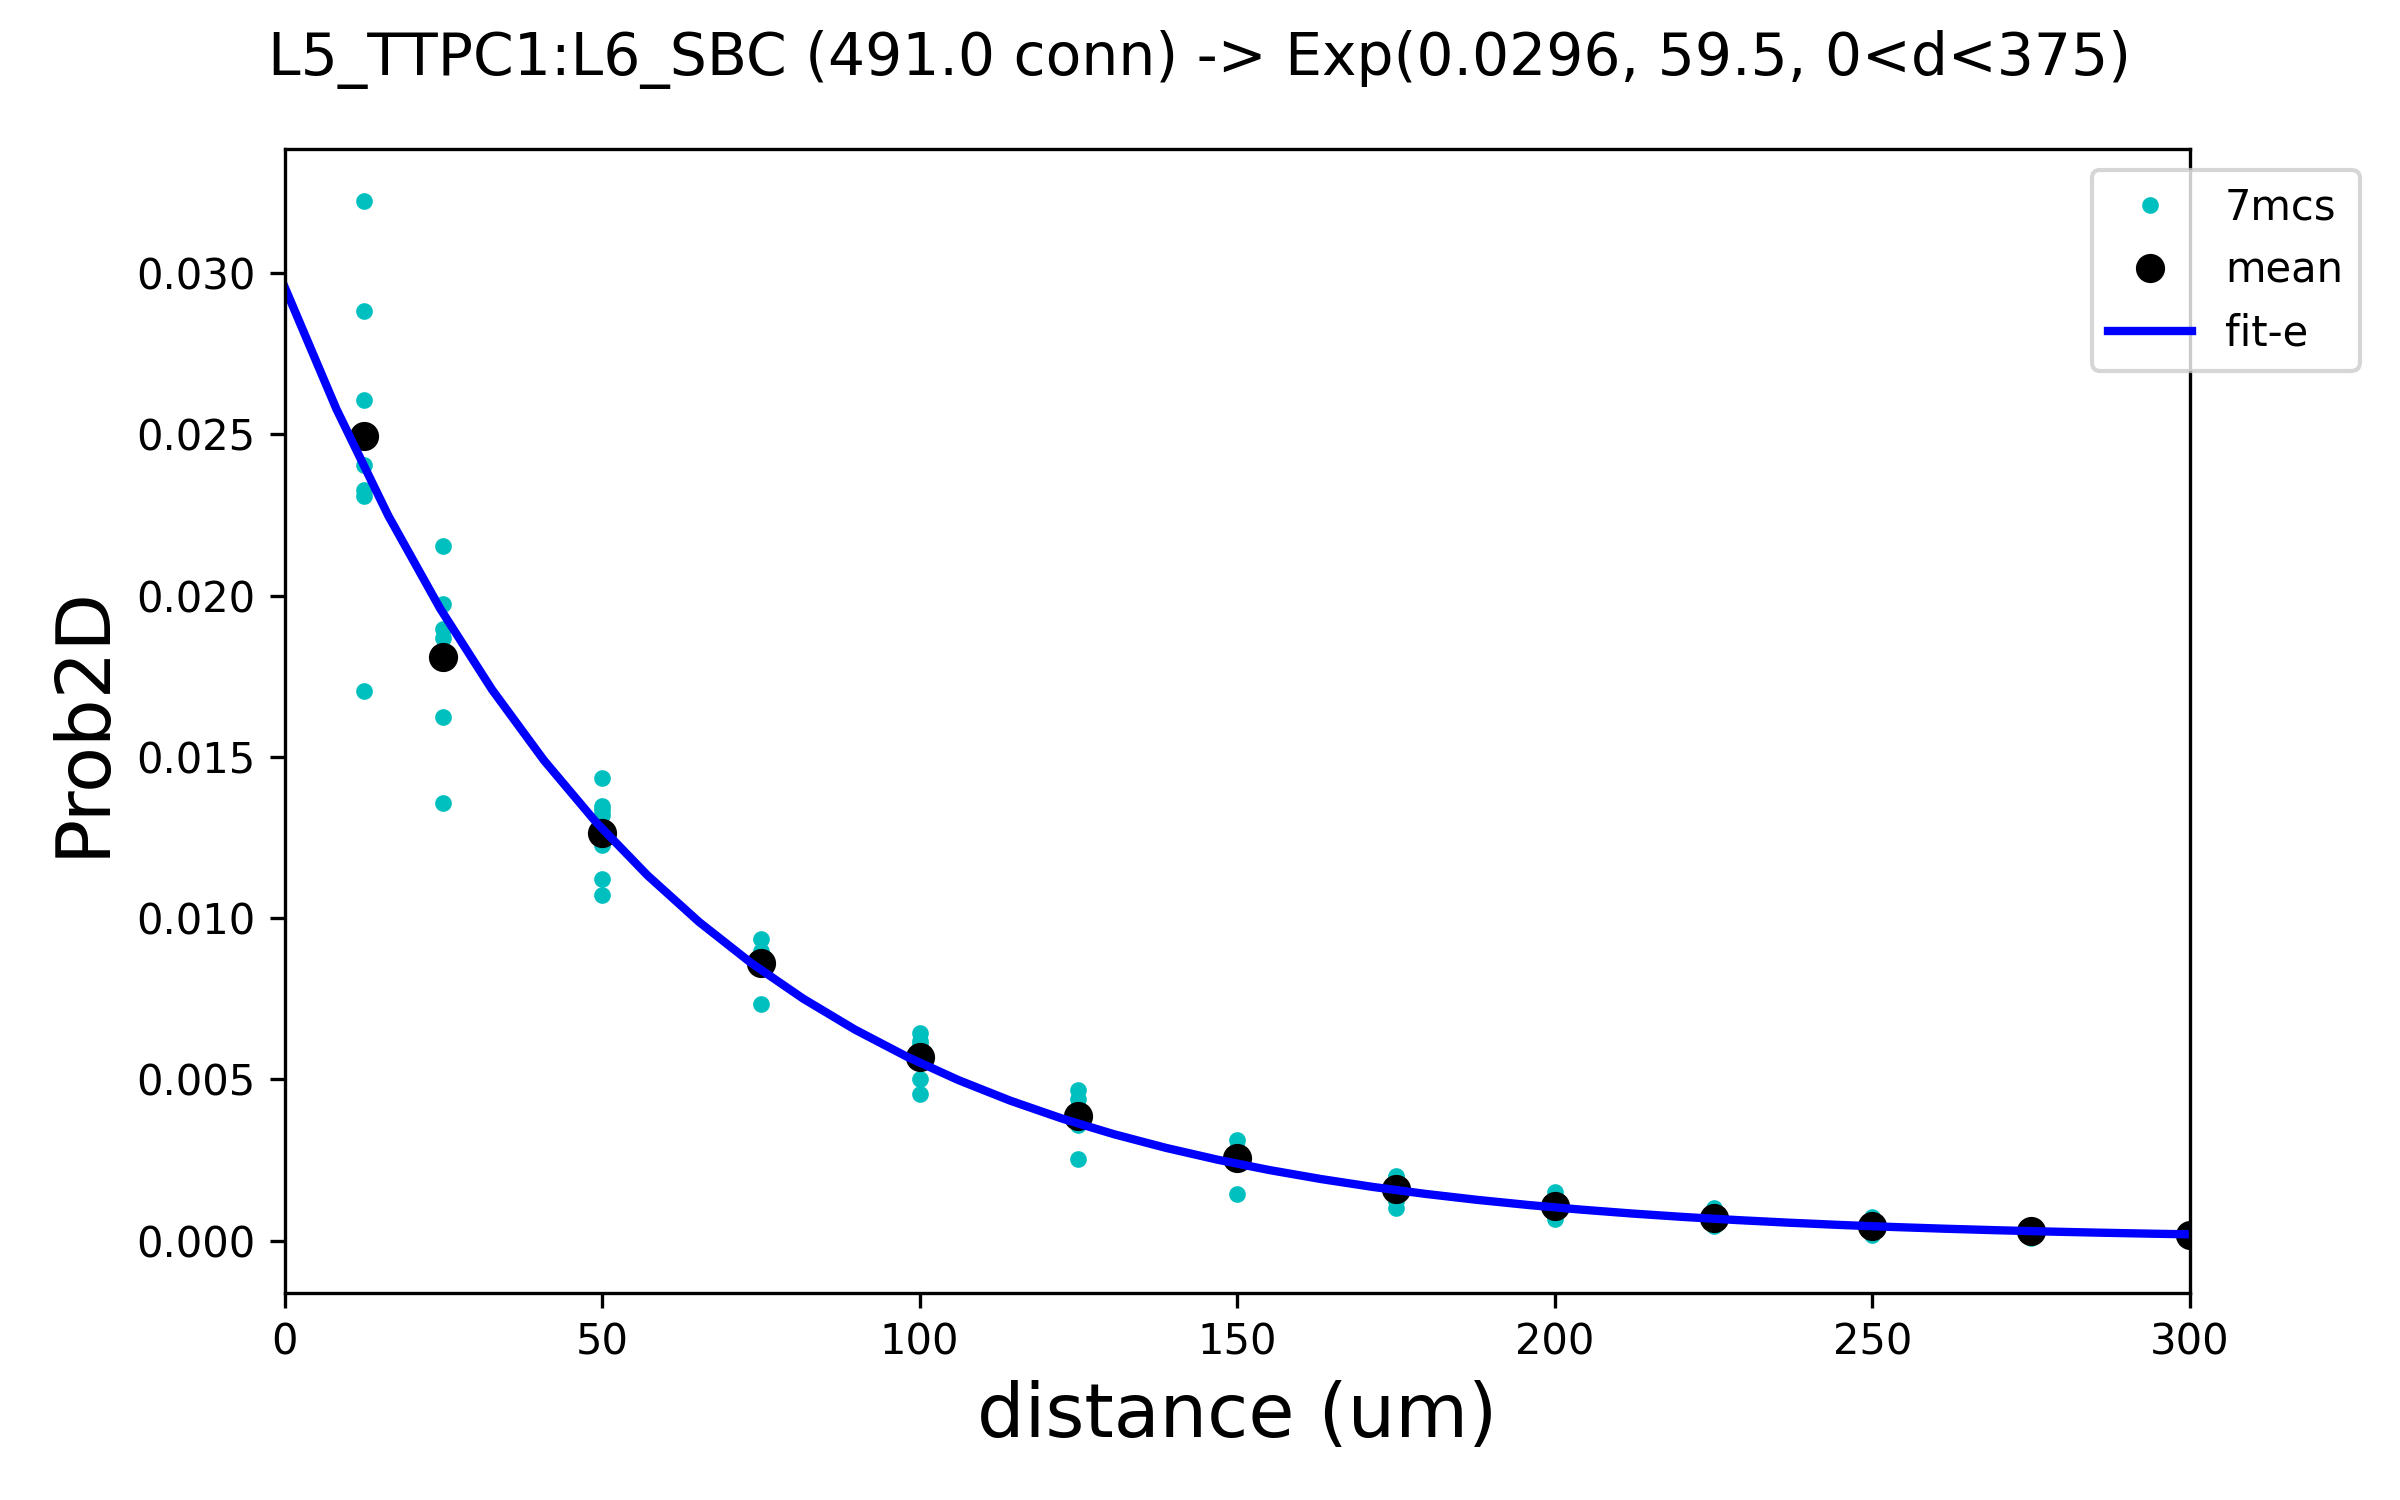 L5_TTPC1:L6_SBC (491.0 conn) -> Exp(0.0296, 59.5, 0<d<375)
7mcs
mean
fit-e
Prob2D
0.030
0.025
0.020
0.015
0.010
0.005
0.000
0 50 100 150 200 250 300
distance (um)